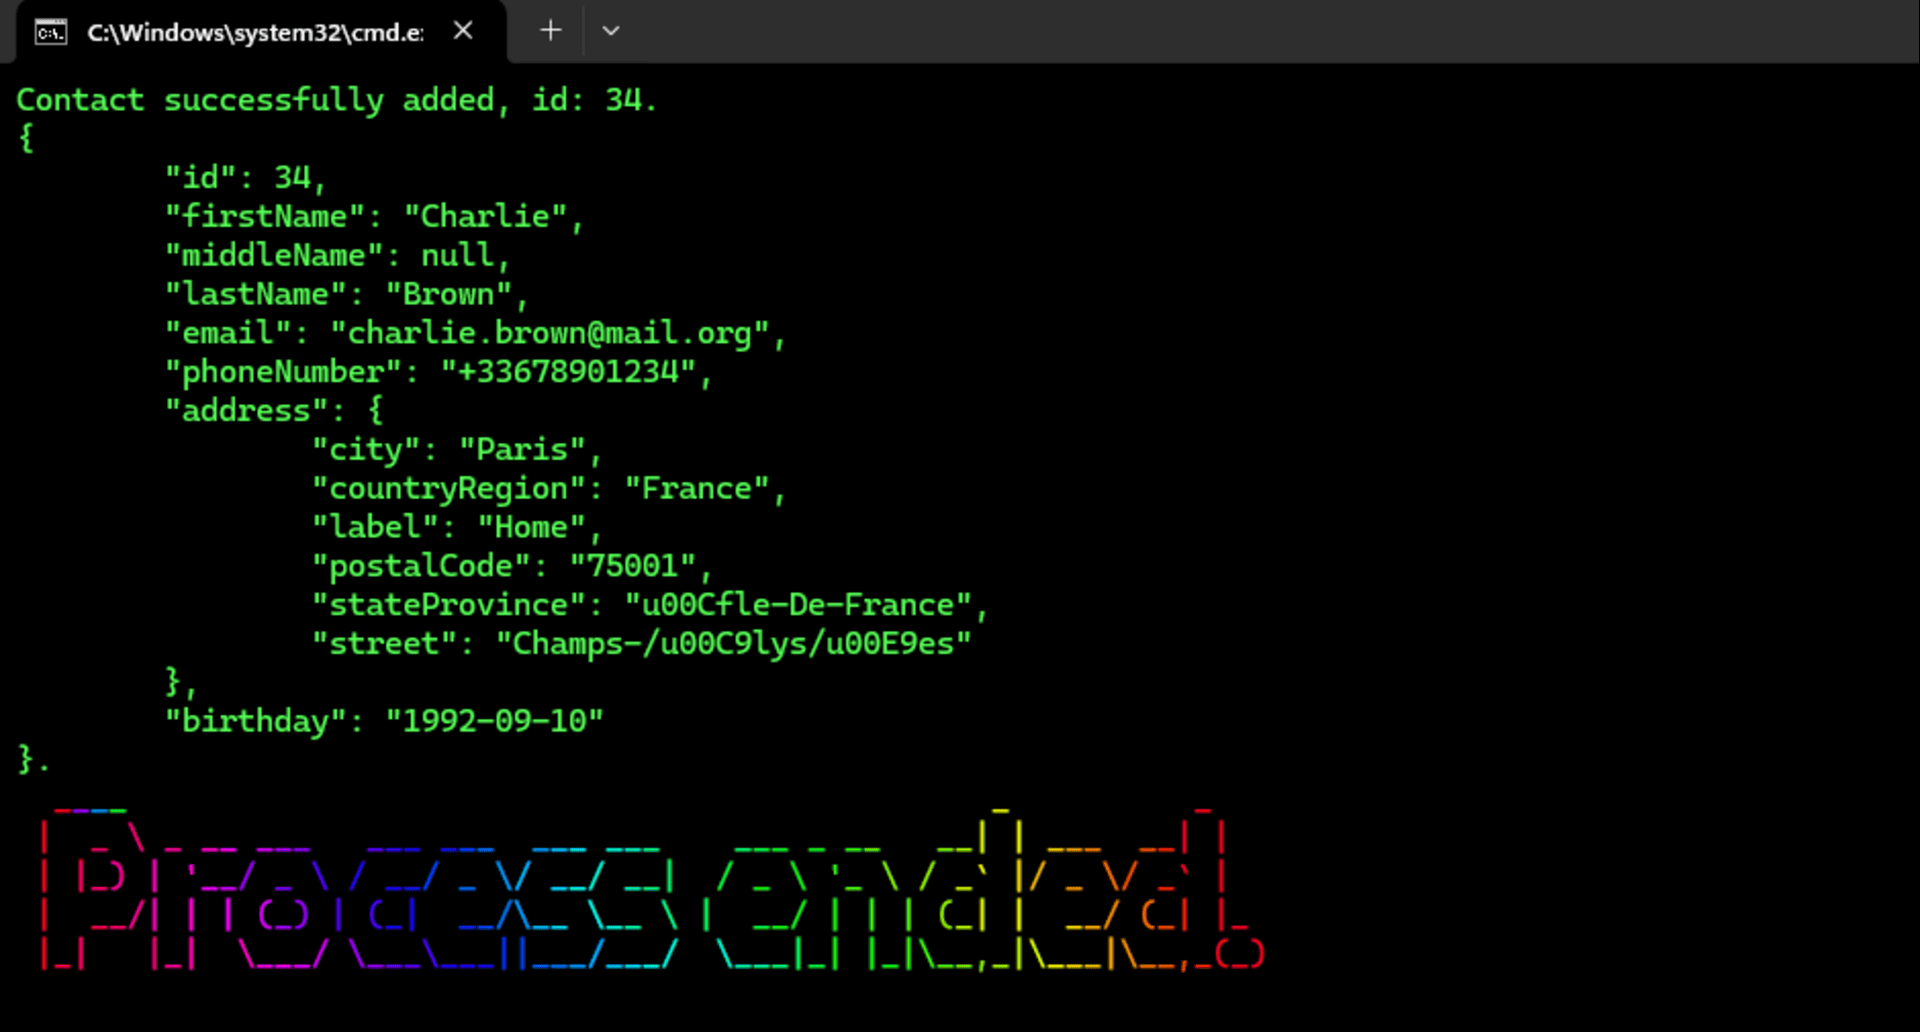 C:\Windows\system32\cmd.e
Contact successfully added, id: 34.
{
"id": 34,
"firstName": "Charlie",
"middleName": null,
"lastName": "Brown",
"email": "charlie.brown@mail.org",
"phoneNumber": "+33678901234",
"address": {
"city": "Paris",
"countryRegion": "France",
"label": "Home",
"postalCode": "75001",
"stateProvince": "u00Cfle-De-France",
"street": "Champs-/u00C9lys/u00E9es"
},
"birthday": "1992-09-10"
}.
Process ended.